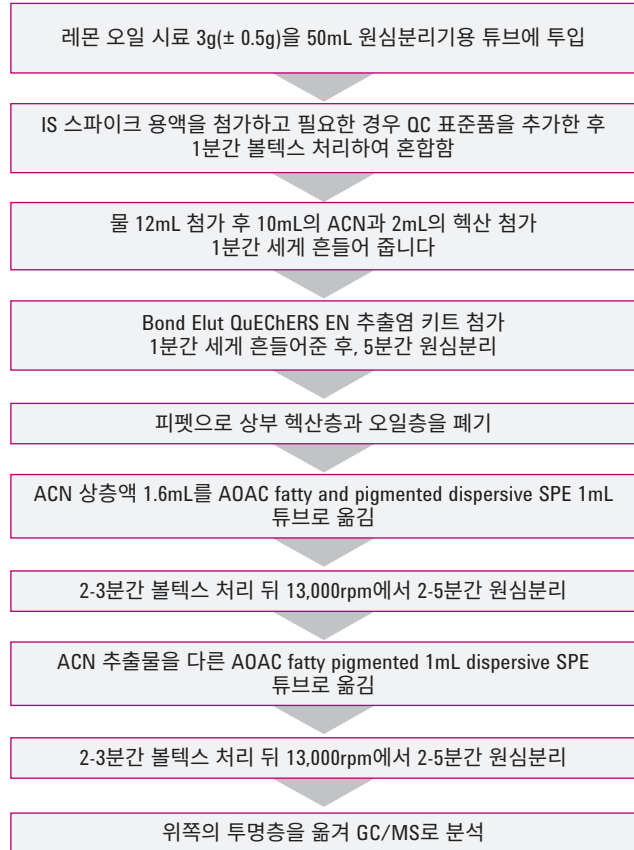 레몬 오일 시료 3g(± 0.5g)을 50mL 원심분리기용 튜브에 투입
IS 스파이크 용액을 첨가하고 필요한 경우 QC 표준품을 추가한 후
1분간 볼텍스 처리하여 혼합함
물 12mL 첨가 후 10mL의 ACN과 2mL의 헥산 첨가
1분간 세게 흔들어 줍니다
Bond Elut QuEChERS EN 추출염 키트 첨가
1분간 세게 흔들어준 후, 5분간 원심분리
피펫으로 상부 헥산층과 오일층을 폐기
ACN 상층액 1.6mL를 AOAC fatty and pigmented dispersive SPE 1mL
튜브로 옮김
2-3분간 볼텍스 처리 뒤 13,000rpm에서 2-5분간 원심분리
ACN 추출물을 다른 AOAC fatty pigmented 1mL dispersive SPE
튜브로 옮김
2-3분간 볼텍스 처리 뒤 13,000rpm에서 2-5분간 원심분리
위쪽의 투명층을 옮겨 GC/MS로 분석